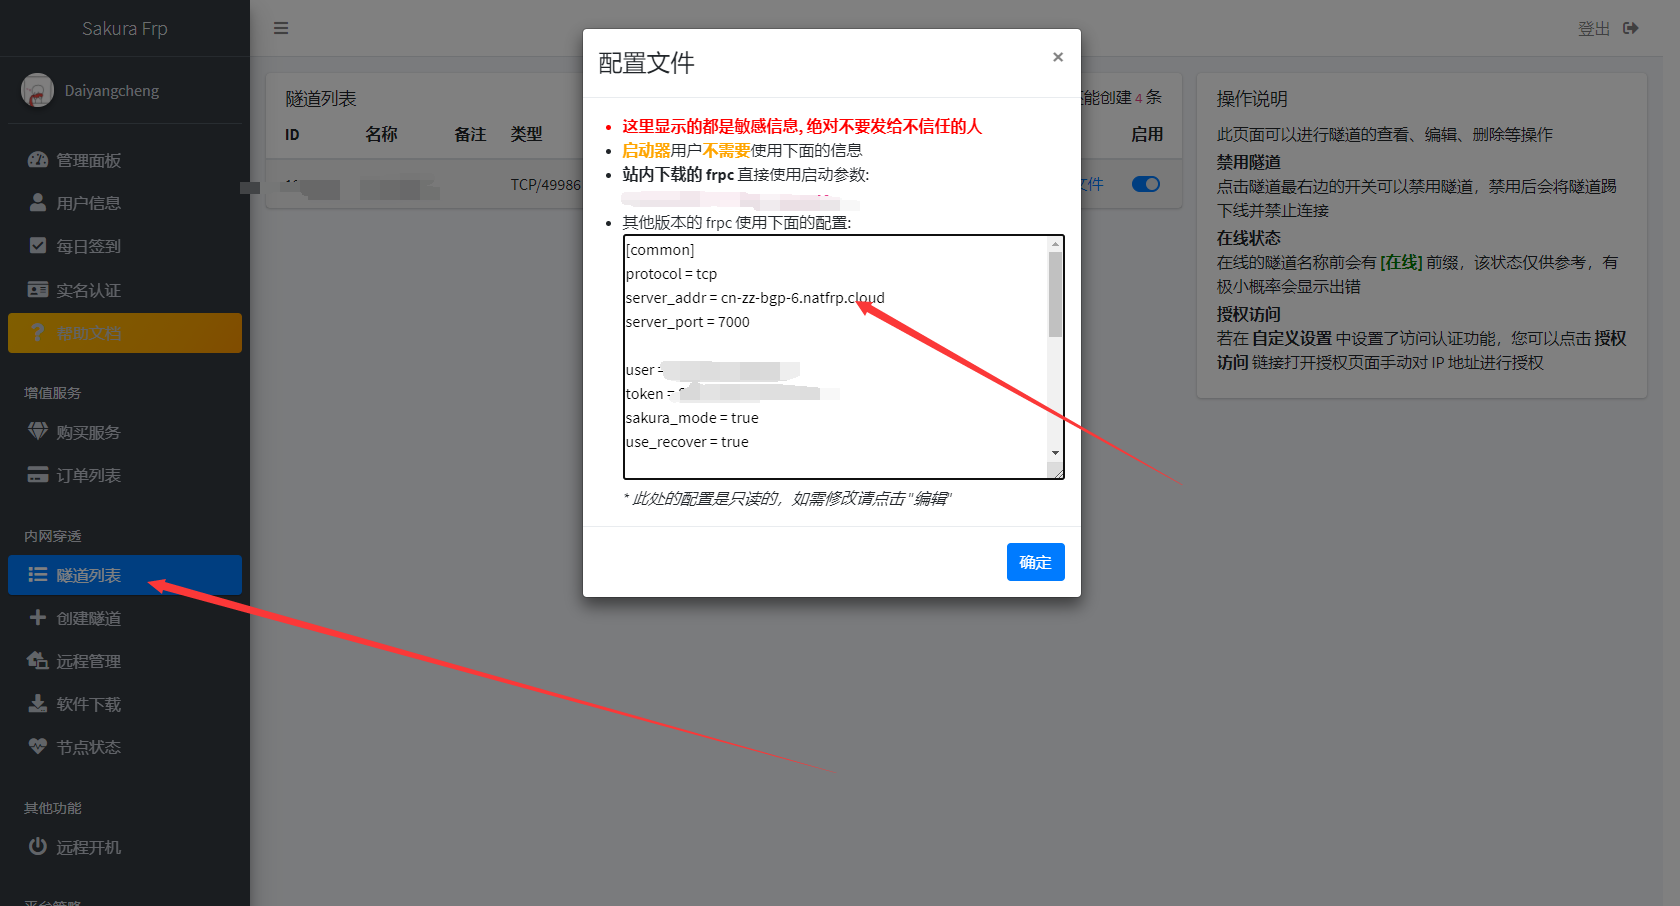 Sakura Frp
登出
Daiyangcheng
管理面板
用户信息
每日签到
实名认证
帮助文档
增值服务
购买服务
订单列表
内网穿透
隧道列表
创建隧道
远程管理
软件下载
节点状态
其他功能
远程开机
隧道列表
能创建 4 条
ID 名称 备注 类型 启用
TCP/49986 文件
配置文件
×
这里显示的都是敏感信息, 绝对不要发给不信任的人
启动器用户不需要使用下面的信息
站内下载的 frpc 直接使用启动参数:
其他版本的 frpc 使用下面的配置:
[common]
protocol = tcp
server_addr = cn-zz-bgp-6.natfrp.cloud
server_port = 7000
user =
token =
sakura_mode = true
use_recover = true
* 此处的配置是只读的，如需修改请点击 "编辑"
确定
操作说明
此页面可以进行隧道的查看、编辑、删除等操作
禁用隧道
点击隧道最右边的开关可以禁用隧道，禁用后会将隧道踢
下线并禁止连接
在线状态
在线的隧道名称前会有 [在线] 前缀，该状态仅供参考，有
极小概率会显示出错
授权访问
若在 自定义设置 中设置了访问认证功能，您可以点击 授权
访问 链接打开授权页面手动对 IP 地址进行授权